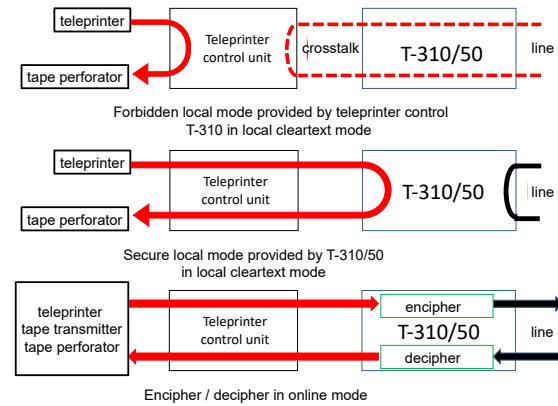 teleprinter
tape perforator
Teleprinter
control unit
crosstalk
T-310/50
line
Forbidden local mode provided by teleprinter control
T-310 in local cleartext mode
teleprinter
tape perforator
Teleprinter
control unit
T-310/50
line
Secure local mode provided by T-310/50
in local cleartext mode
teleprinter
tape transmitter
tape perforator
Teleprinter
control unit
encipher
T-310/50
decipher
line
Encipher / decipher in online mode